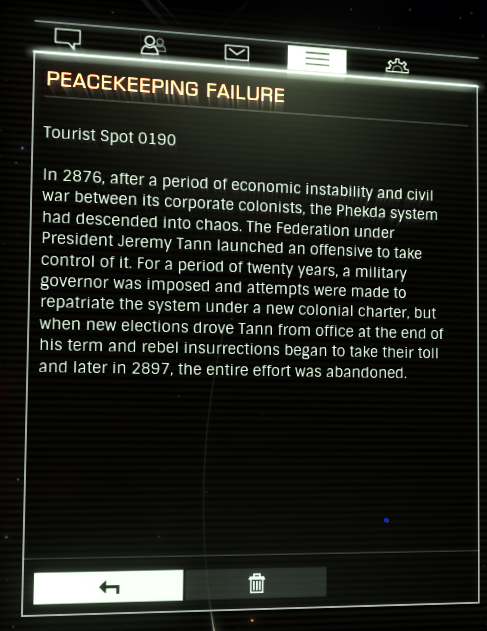 PEACEKEEPING FAILURE
Tourist Spot 0190
In 2876, after a period of economic instability and civil
war between its corporate colonists, the Phekda system
had descended into chaos. The Federation under
President Jeremy Tann launched an offensive to take
control of it. For a period of twenty years, a military
governor was imposed and attempts were made to
repatriate the system under a new colonial charter, but
when new elections drove Tann from office at the end of
his term and rebel insurrections began to take their toll
and later in 2897, the entire effort was abandoned.